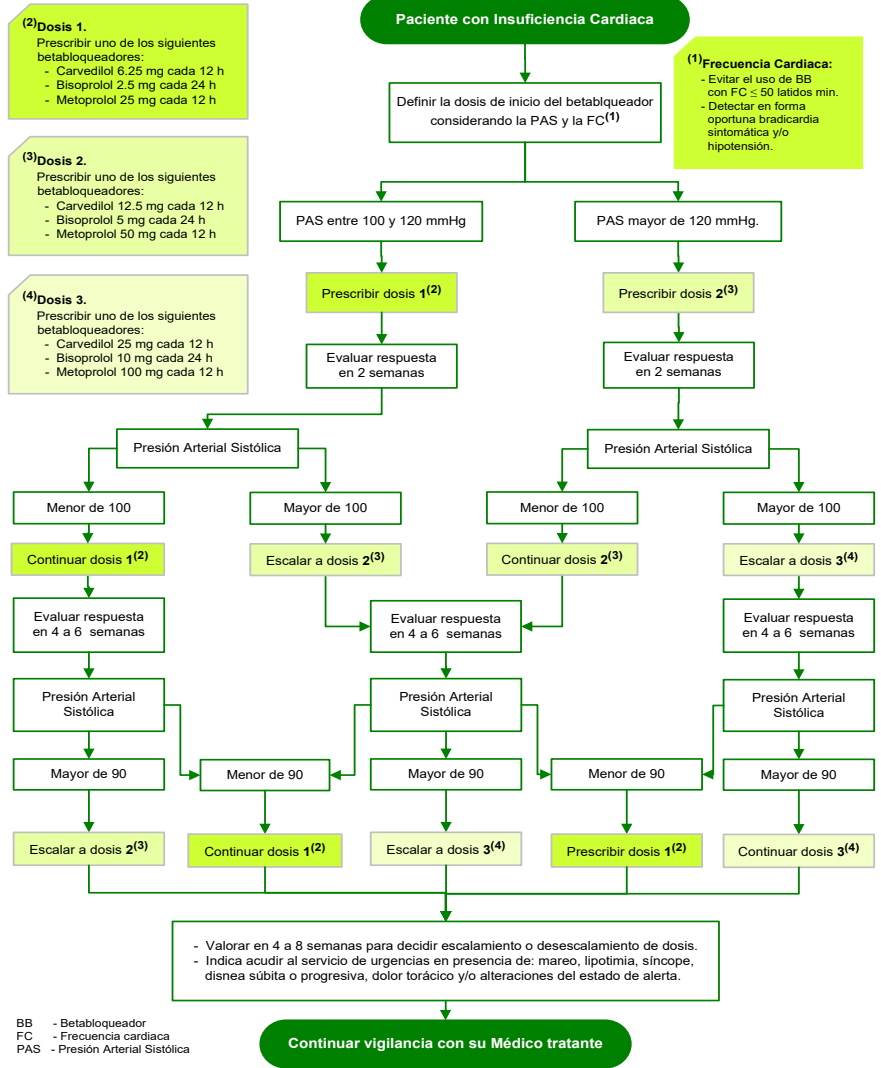 (2)Dosis 1.
Prescribir uno de los siguientes
betabloqueadores:
- Carvedilol 6.25 mg cada 12 h
- Bisoprolol 2.5 mg cada 24 h
- Metoprolol 25 mg cada 12 h
(3)Dosis 2.
Prescribir uno de los siguientes
betabloqueadores:
- Carvedilol 12.5 mg cada 12 h
- Bisoprolol 5 mg cada 24 h
- Metoprolol 50 mg cada 12 h
(4)Dosis 3.
Prescribir uno de los siguientes
betabloqueadores:
- Carvedilol 25 mg cada 12 h
- Bisoprolol 10 mg cada 24 h
- Metoprolol 100 mg cada 12 h
Paciente con Insuficiencia Cardiaca
(1)Frecuencia Cardiaca:
- Evitar el uso de BB
con FC ≤ 50 latidos min.
- Detectar en forma
oportuna bradicardia
sintomática y/o
hipotensión.
Definir la dosis de inicio del betablqueador
considerando la PAS y la FC(1)
PAS entre 100 y 120 mmHg
PAS mayor de 120 mmHg.
Prescribir dosis 1(2)
Prescribir dosis 2(3)
Evaluar respuesta
en 2 semanas
Evaluar respuesta
en 2 semanas
Presión Arterial Sistólica
Presión Arterial Sistólica
Menor de 100
Mayor de 100
Menor de 100
Mayor de 100
Continuar dosis 1(2)
Escalar a dosis 2(3)
Continuar dosis 2(3)
Escalar a dosis 3(4)
Evaluar respuesta
en 4 a 6 semanas
Evaluar respuesta
en 4 a 6 semanas
Evaluar respuesta
en 4 a 6 semanas
Presión Arterial
Sistólica
Presión Arterial
Sistólica
Presión Arterial
Sistólica
Mayor de 90
Menor de 90
Mayor de 90
Menor de 90
Mayor de 90
Escalar a dosis 2(3)
Continuar dosis 1(2)
Escalar a dosis 3(4)
Prescribir dosis 1(2)
Continuar dosis 3(4)
- Valorar en 4 a 8 semanas para decidir escalamiento o desescalamiento de dosis.
- Indica acudir al servicio de urgencias en presencia de: mareo, lipotimia, síncope,
disnea súbita o progresiva, dolor torácico y/o alteraciones del estado de alerta.
BB - Betabloqueador
FC - Frecuencia cardiaca
PAS - Presión Arterial Sistólica
Continuar vigilancia con su Médico tratante